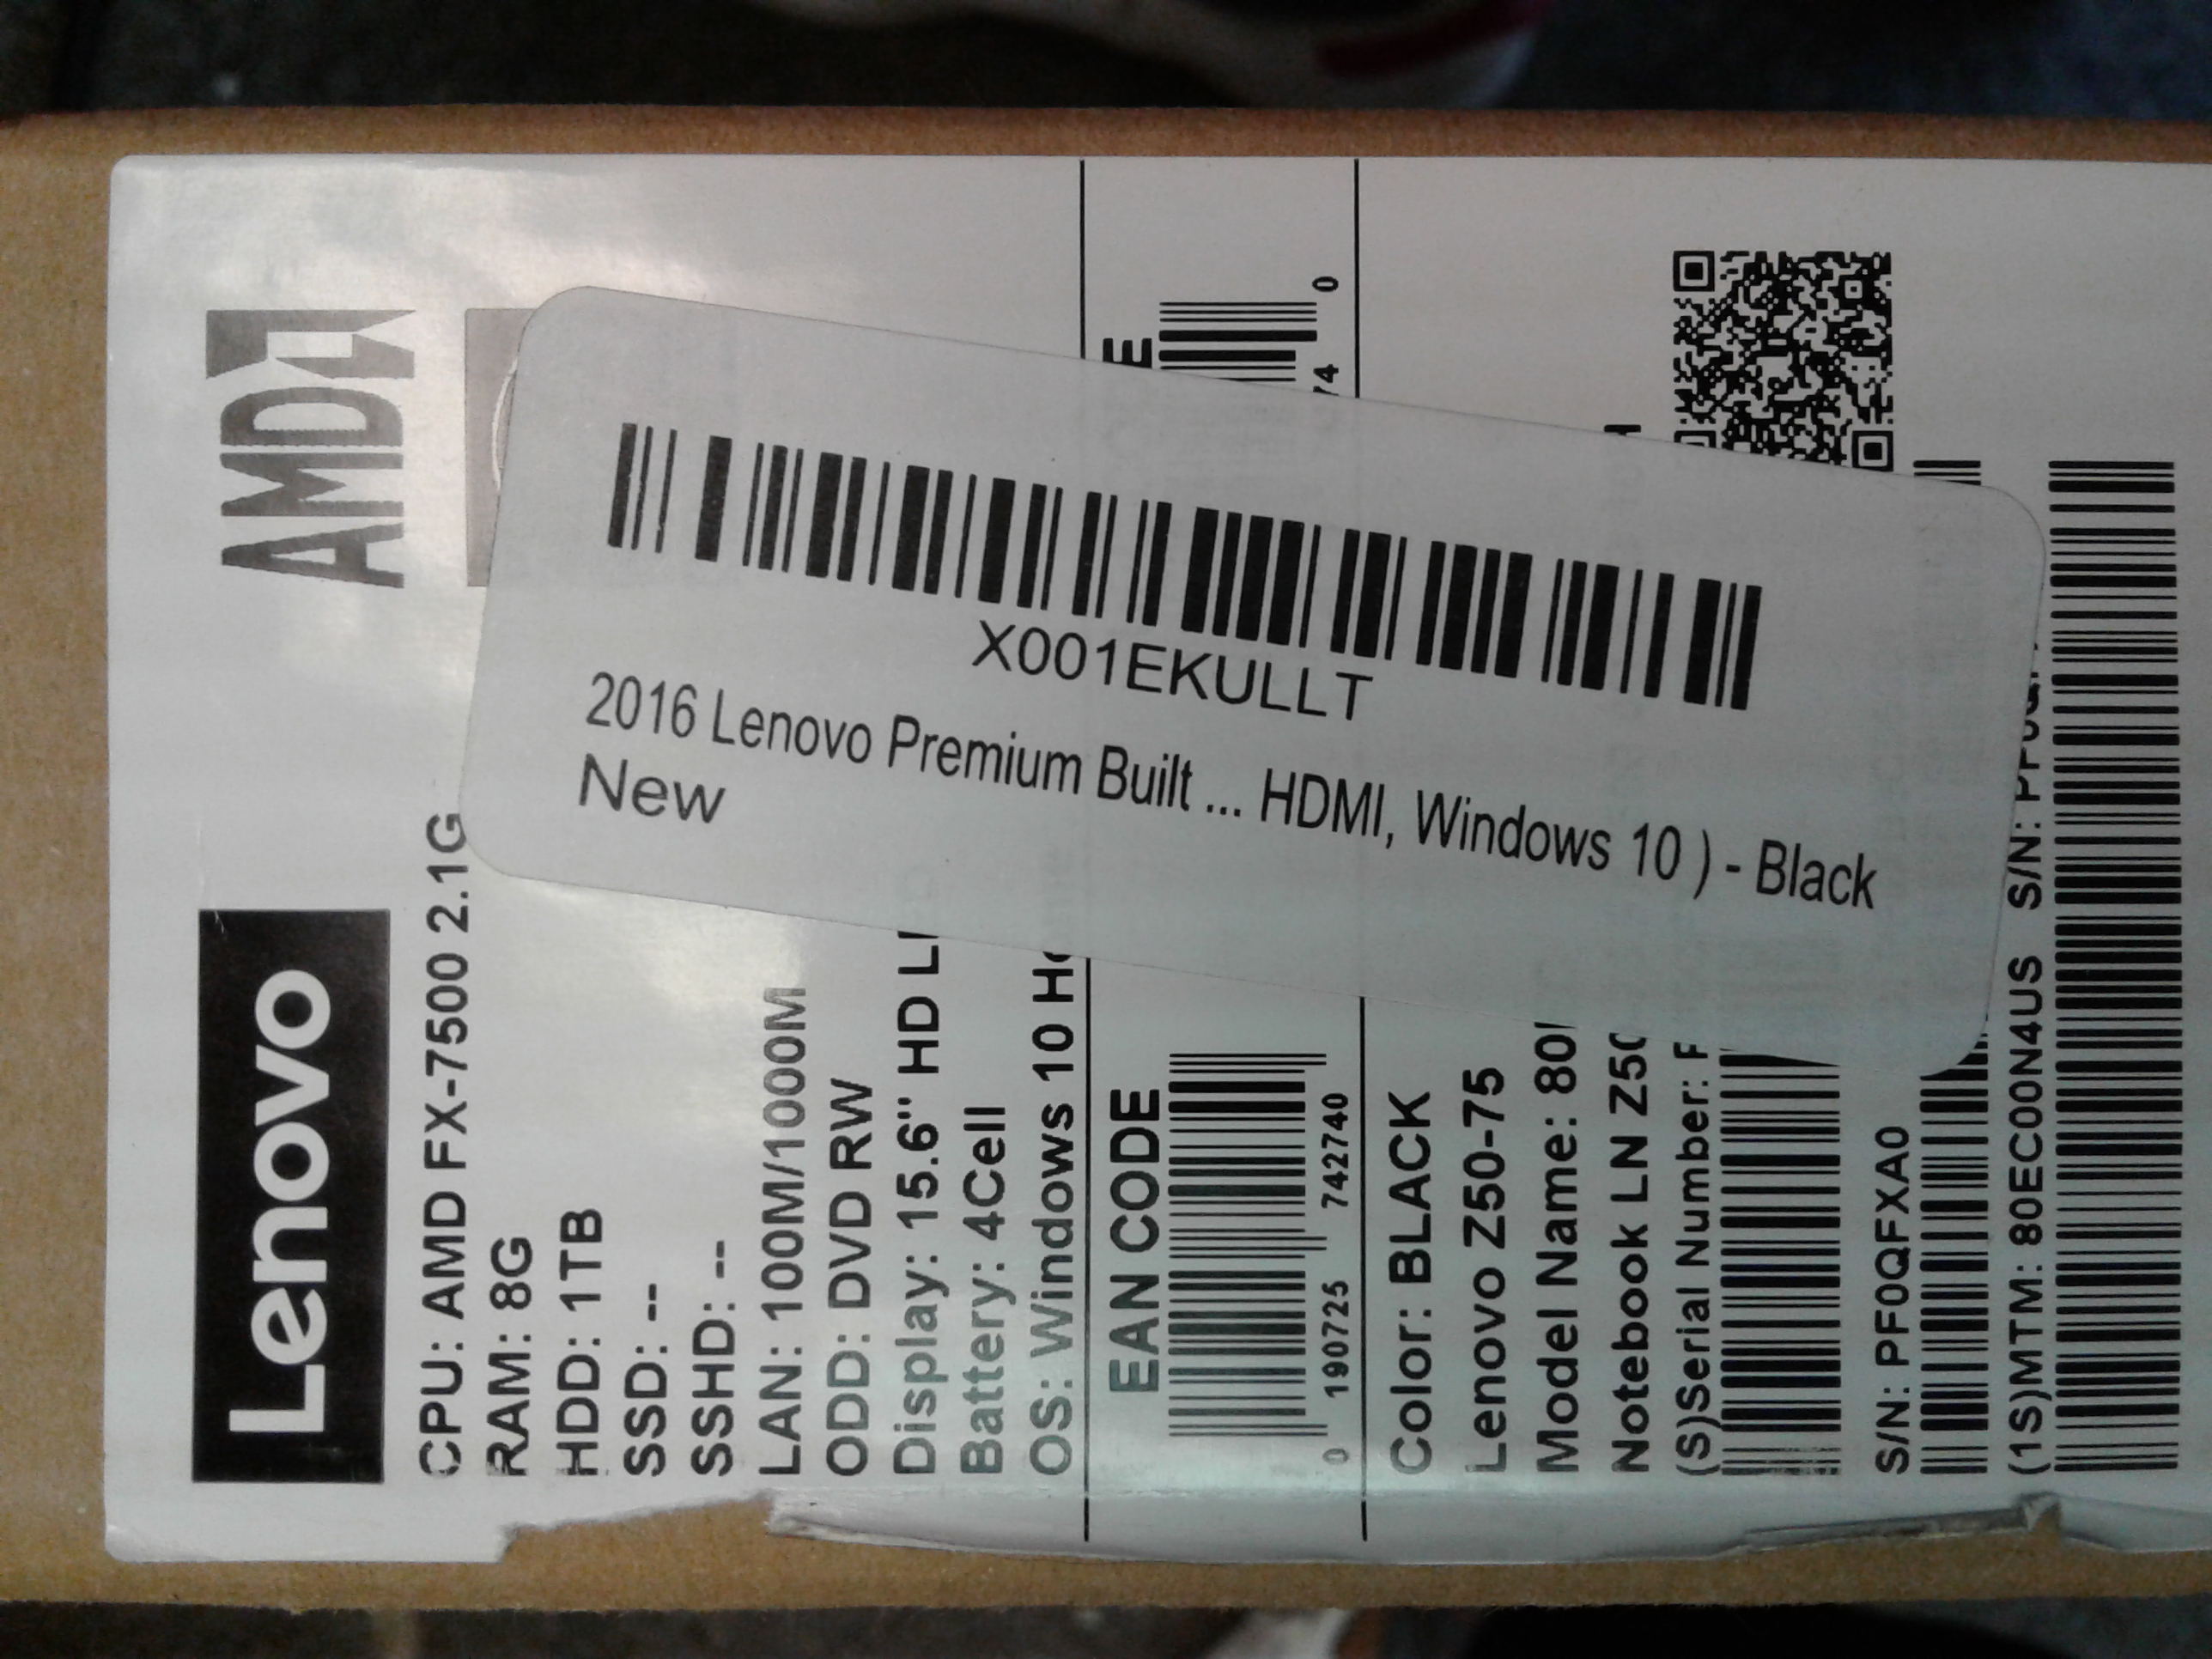 Lenovo
AMD
CPU: AMD FX-7500 2.1G
RAM: 8G
HDD: 1TB
SSD: --
SSHD: --
LAN: 100M/1000M
ODD: DVD RW
Display: 15.6" HD
Battery: 4Cell
OS: Windows 10
EAN CODE
0 190725 742740
0
Color: BLACK
Lenovo Z50-75
Model Name:
Notebook LN
(S)Serial Number:
S/N: PF0QFXA0
(1S)MTM: 80EC00N4US S/N:
X001EKULLT
2016 Lenovo Premium Built ... HDMI, Windows 10 ) - Black
New